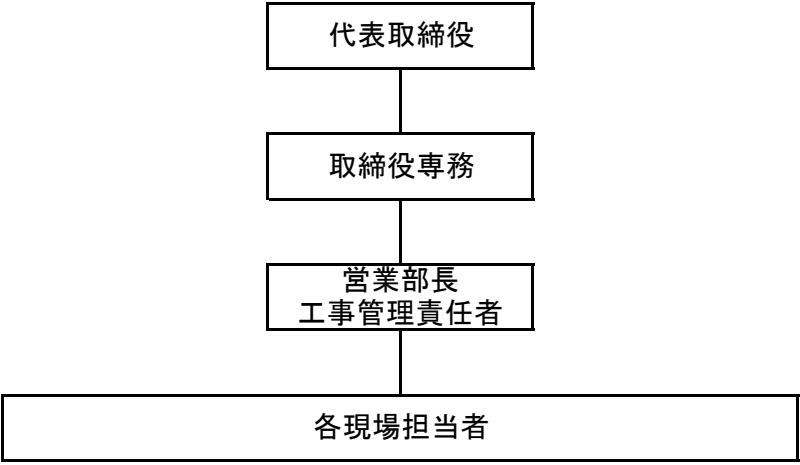 代表取締役
取締役専務
営業部長
工事管理責任者
各現場担当者